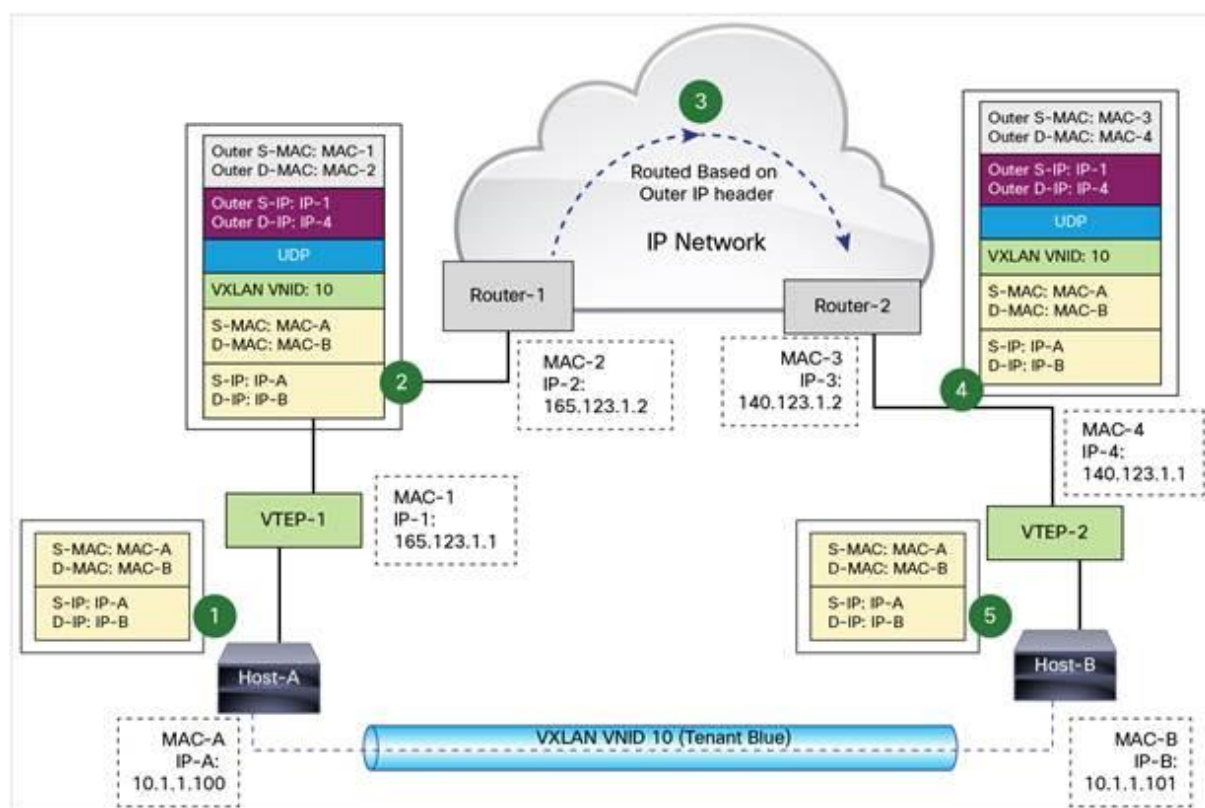 3
Routed Based on
Outer IP header
IP Network
Outer S-MAC: MAC-1
Outer D-MAC: MAC-2
Outer S-IP: IP-1
Outer D-IP: IP-4
UDP
VXLAN VNID: 10
S-MAC: MAC-A
D-MAC: MAC-B
S-IP: IP-A
D-IP: IP-B
2
Router-1
MAC-2
IP-2:
165.123.1.2
Router-2
MAC-3
IP-3:
140.123.1.2
Outer S-MAC: MAC-3
Outer D-MAC: MAC-4
Outer S-IP: IP-1
Outer D-IP: IP-4
UDP
VXLAN VNID: 10
S-MAC: MAC-A
D-MAC: MAC-B
S-IP: IP-A
D-IP: IP-B
4
MAC-4
IP-4:
140.123.1.1
VTEP-1
MAC-1
IP-1:
165.123.1.1
VTEP-2
S-MAC: MAC-A
D-MAC: MAC-B
S-IP: IP-A
D-IP: IP-B
1
Host-A
S-MAC: MAC-A
D-MAC: MAC-B
S-IP: IP-A
D-IP: IP-B
5
Host-B
MAC-A
IP-A:
10.1.1.100
VXLAN VNID 10 (Tenant Blue)
MAC-B
IP-B:
10.1.1.101